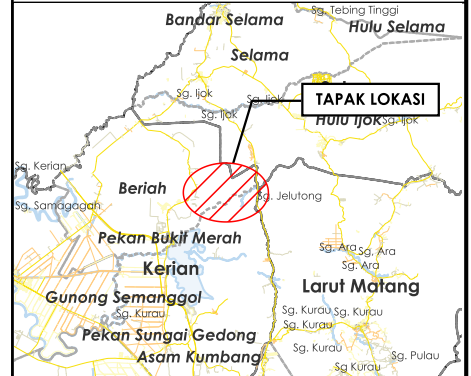 Sg. Tebing Tinggi
Bandar Selama
Hulu Selama
Selama
Sg. Ijok
Sg. Ijok
TAPAK LOKASI
Sg. Ijok
Hulu Ijok
Sg. Ijok
Sg. Kerian
Beriah
Sg. Jelutong
Sg. Samagagah
Pekan Bukit Merah
Sg. Ara
Sg. Ara
Sg. Ara
Kerian
Larut Matang
Gunong Semanggol
Sg. Kurau
Sg. Kurau
Sg. Kurau
Sg. Kurau
Pekan Sungai Gedong
Sg. Kurau
Asam Kumbang
Sg. Pulau
Sg. Kurau